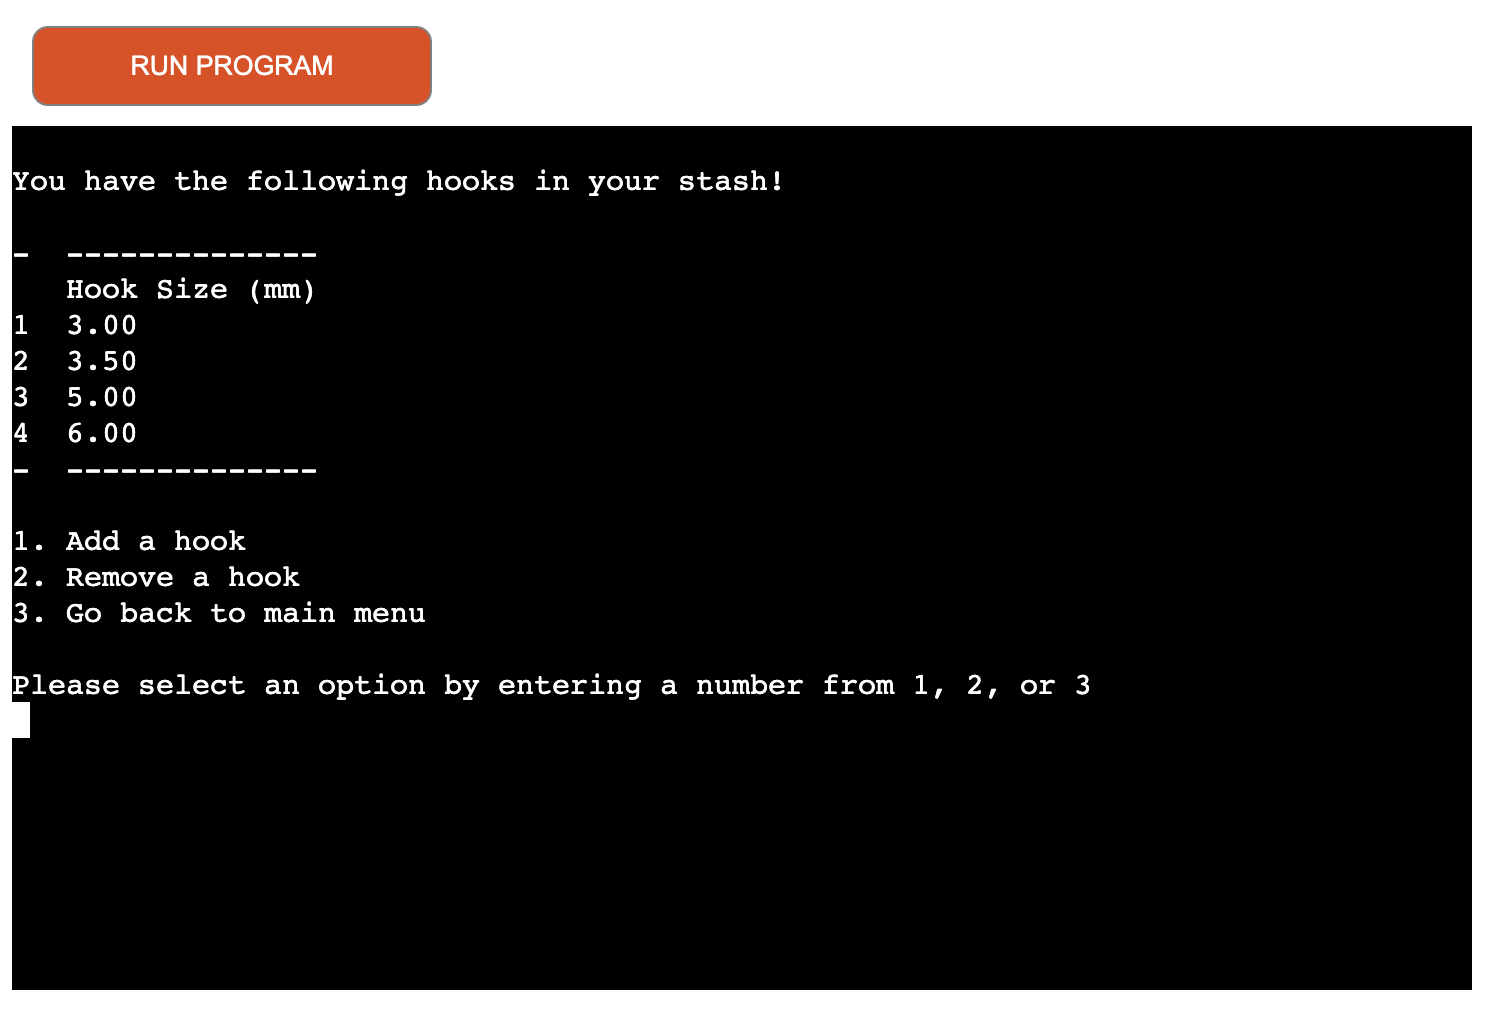 RUN PROGRAM
You have the following hooks in your stash!
-  --------------
   Hook Size (mm)
1  3.00
2  3.50
3  5.00
4  6.00
-  --------------
1. Add a hook
2. Remove a hook
3. Go back to main menu
Please select an option by entering a number from 1, 2, or 3